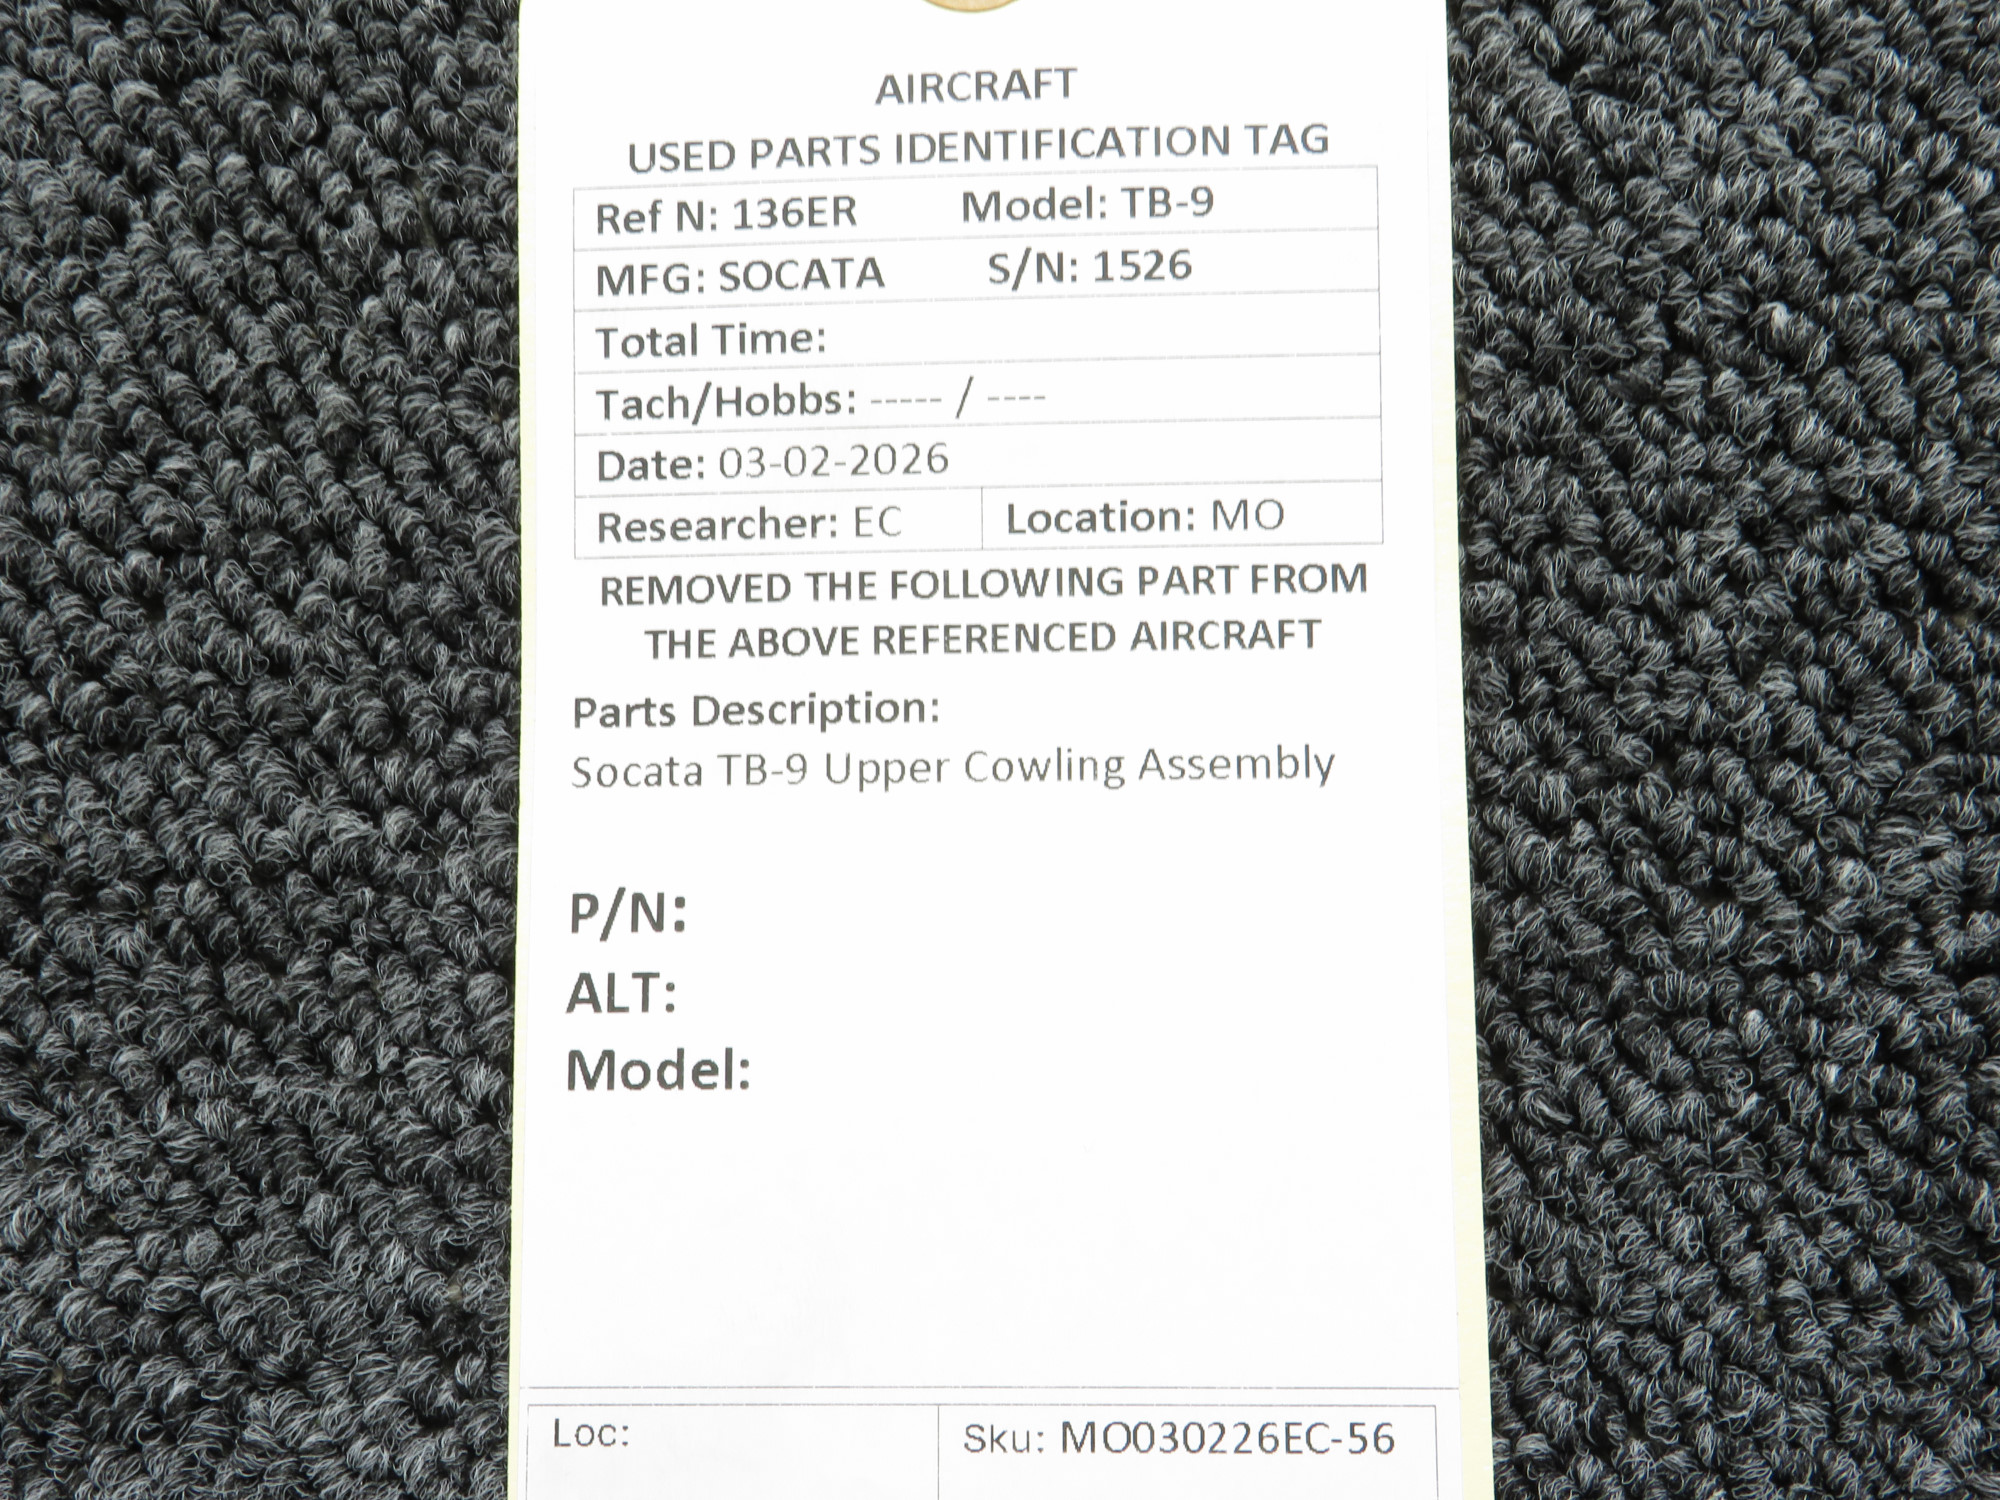 AIRCRAFT
USED PARTS IDENTIFICATION TAG
Ref N: 136ER Model: TB-9
MFG: SOCATA S/N: 1526
Total Time:
Tach/Hobbs: ----- / ----
Date: 03-02-2026
Researcher: EC Location: MO
REMOVED THE FOLLOWING PART FROM
THE ABOVE REFERENCED AIRCRAFT
Parts Description:
Socata TB-9 Upper Cowling Assembly
P/N:
ALT:
Model:
Loc: Sku: MO030226EC-56